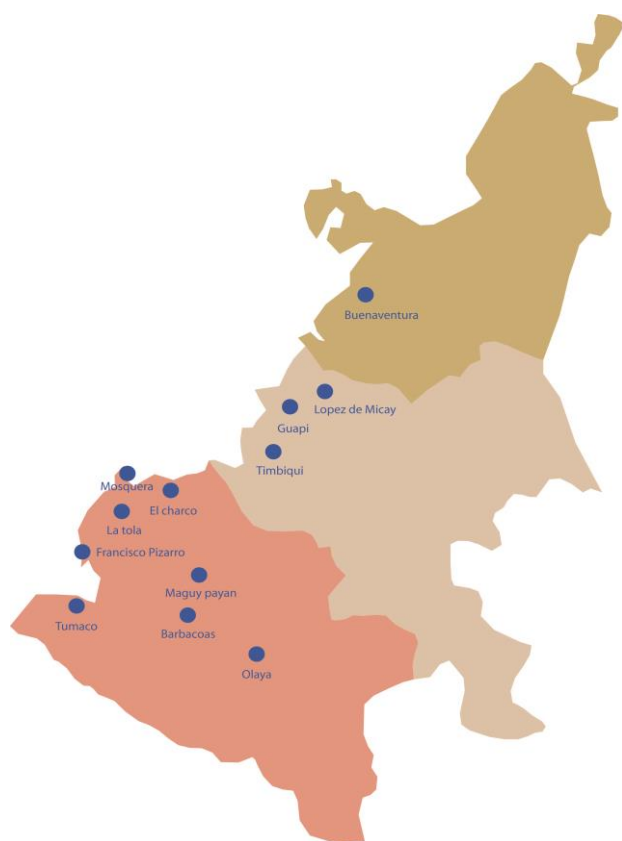 Buenaventura
Lopez de Micay
Guapi
Timbiqui
Mosquera
El charco
La tola
Francisco Pizarro
Maguy payan
Tumaco
Barbacoas
Olaya